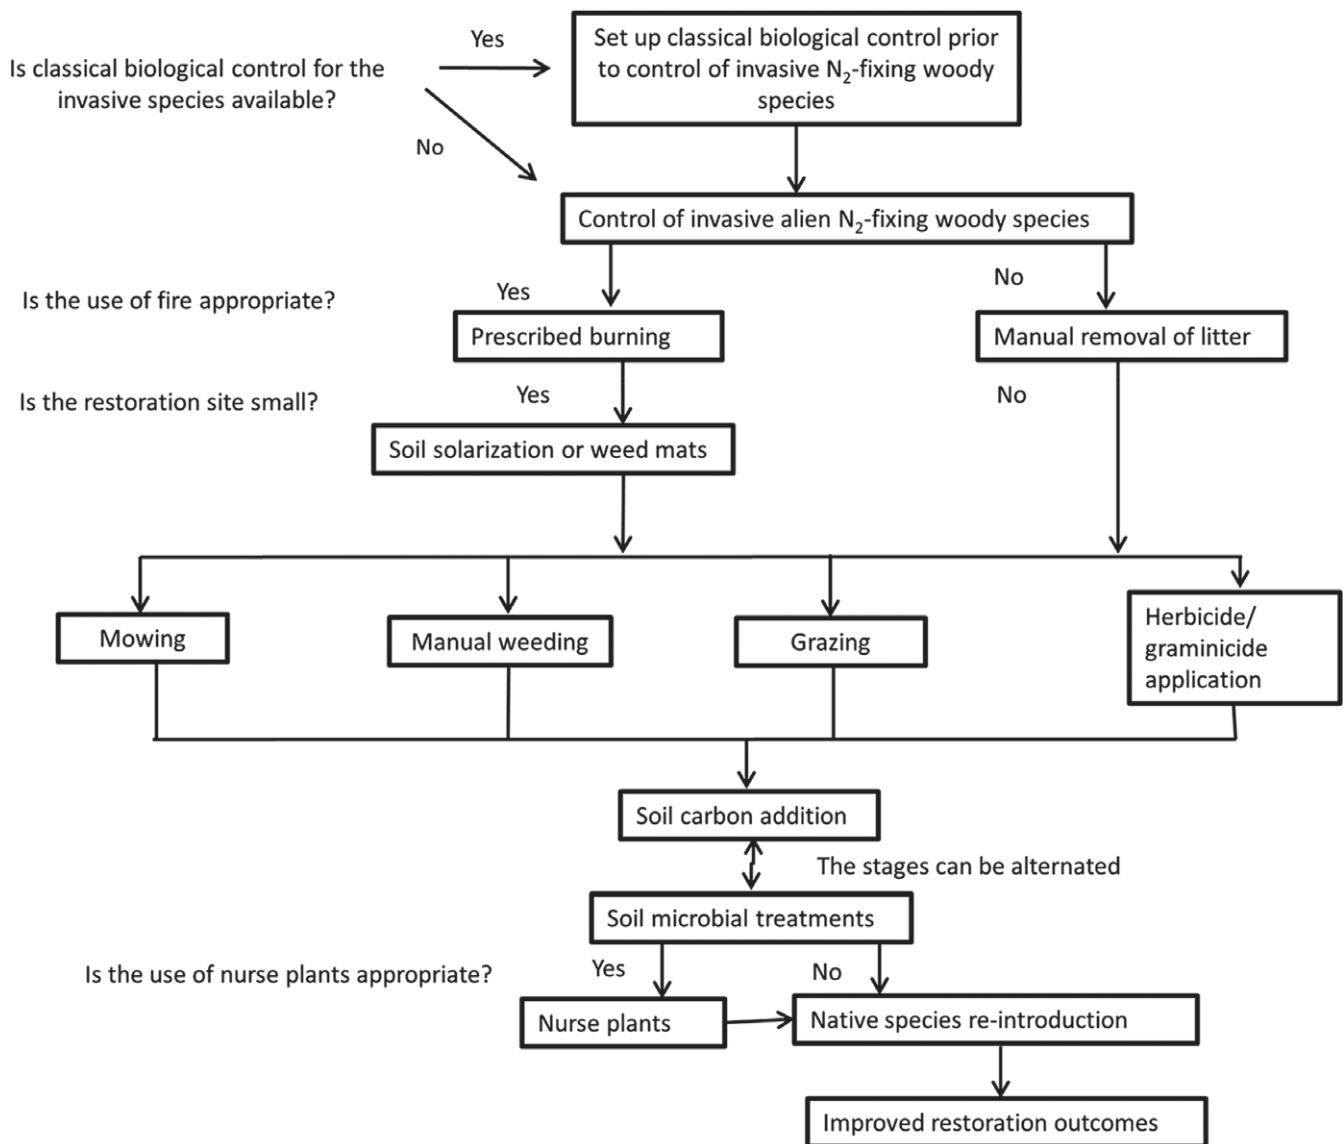 Is classical biological control for the
invasive species available?
Yes
No
Set up classical biological control prior
to control of invasive N₂-fixing woody
species
Control of invasive alien N₂-fixing woody species
Is the use of fire appropriate?
Yes
No
Prescribed burning
Manual removal of litter
Is the restoration site small?
Yes
No
Soil solarization or weed mats
Mowing
Manual weeding
Grazing
Herbicide/
graminicide
application
Soil carbon addition
The stages can be alternated
Soil microbial treatments
Is the use of nurse plants appropriate?
Yes
No
Nurse plants
Native species re-introduction
Improved restoration outcomes